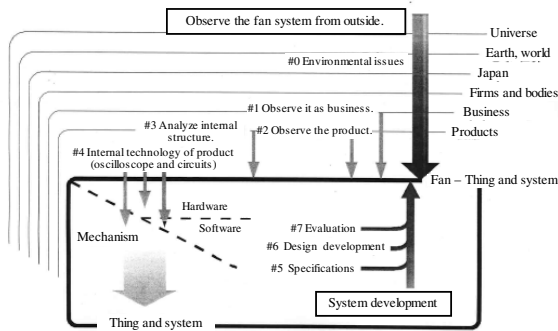 Observe the fan system from outside.
Universe
Earth, world
#0 Environmental issues
Japan
Firms and bodies
#1 Observe it as business.
Business
#3 Analyze internal
structure.
#2 Observe the product.
Products
#4 Internal technology of product
(oscilloscope and circuits)
Fan – Thing and system
Hardware
Software
Mechanism
#7 Evaluation
#6 Design development
#5 Specifications
System development
Thing and system